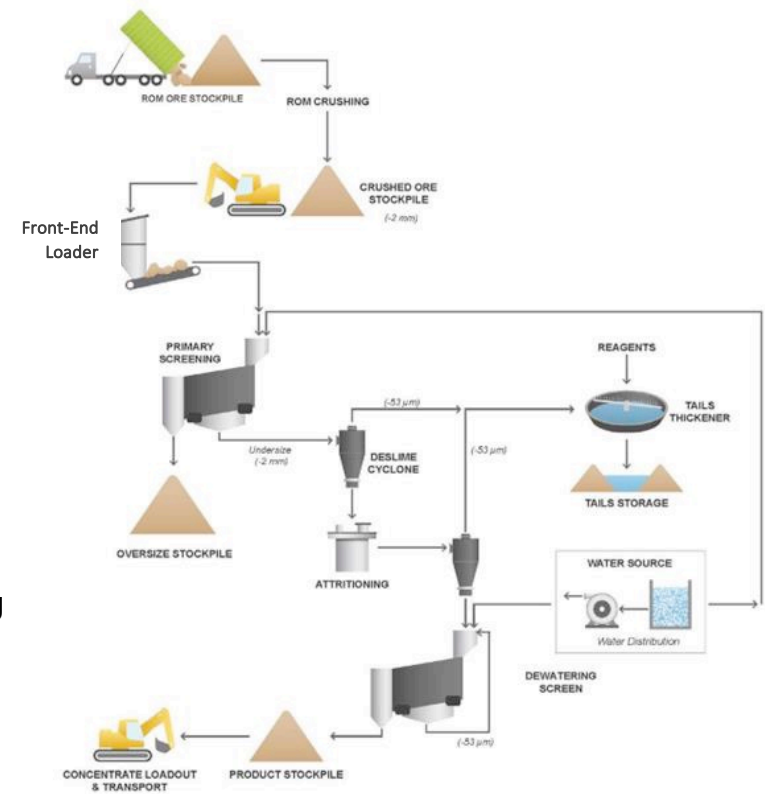 ROM ORE STOCKPILE
ROM CRUSHING
CRUSHED ORE
STOCKPILE
(-2 mm)
Front-End
Loader
PRIMARY
SCREENING
REAGENTS
TAILS
THICKENER
(-53 µm)
(-53 µm)
Undersize
(-2 mm)
DESLIME
CYCLONE
TAILS STORAGE
OVERSIZE STOCKPILE
ATTRITIONING
WATER SOURCE
Water Distribution
DEWATERING
SCREEN
(-53 µm)
CONCENTRATE LOADOUT
& TRANSPORT
PRODUCT STOCKPILE